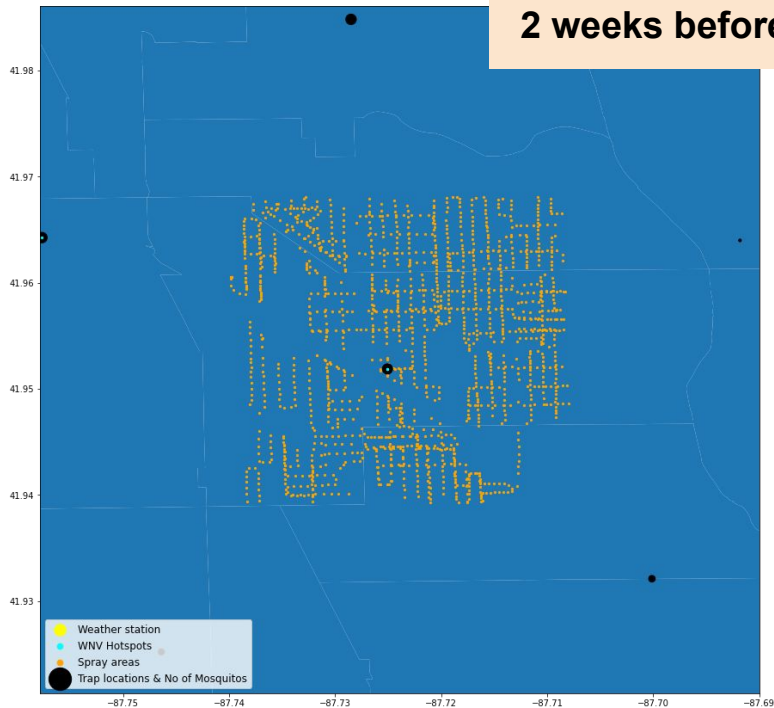 2 weeks before
41.98
41.97
41.96
41.95
41.94
41.93
Weather station
WNV Hotspots
Spray areas
Trap locations & No of Mosquitos
−87.75
−87.74
−87.73
−87.72
−87.71
−87.70
−87.69